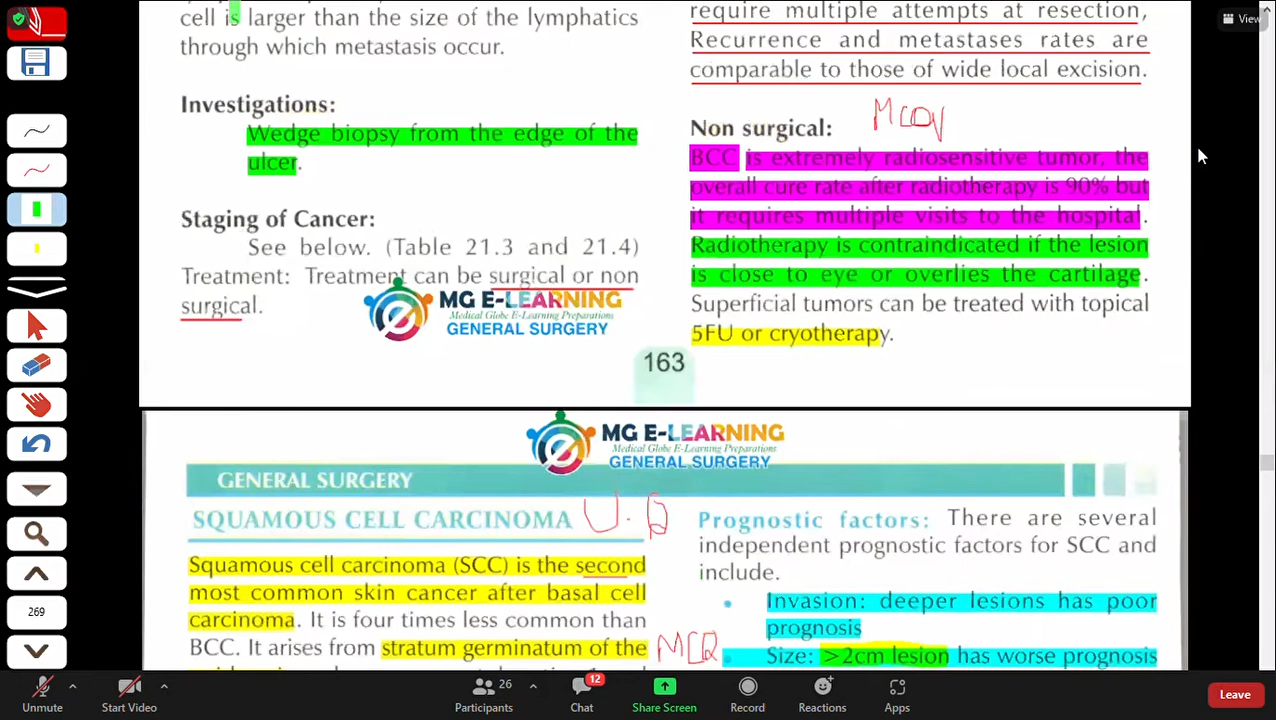 View
cell is larger than the size of the lymphatics
through which metastasis occur.
Investigations:
Wedge biopsy from the edge of the
ulcer.
Staging of Cancer:
See below. (Table 21.3 and 21.4)
Treatment: Treatment can be surgical or non
surgical.
MG E-LEARNING
Medical Globe E-Learning Preparations
GENERAL SURGERY
require multiple attempts at resection,
Recurrence and metastases rates are
comparable to those of wide local excision.
MCQ
Non surgical:
BCC is extremely radiosensitive tumor, the
overall cure rate after radiotherapy is 90% but
it requires multiple visits to the hospital.
Radiotherapy is contraindicated if the lesion
is close to eye or overlies the cartilage.
Superficial tumors can be treated with topical
5FU or cryotherapy.
163
MG E-LEARNING
Medical Globe E-Learning Preparations
GENERAL SURGERY
GENERAL SURGERY
SQUAMOUS CELL CARCINOMA U.Q
Squamous cell carcinoma (SCC) is the second
most common skin cancer after basal cell
carcinoma. It is four times less common than
BCC. It arises from stratum germinatum of the
MCQ
Prognostic factors: There are several
independent prognostic factors for SCC and
include.
• Invasion: deeper lesions has poor
prognosis
• Size: >2cm lesion has worse prognosis
269
Unmute
Start Video
26
Participants
12
Chat
Share Screen
Record
Reactions
Apps
Leave